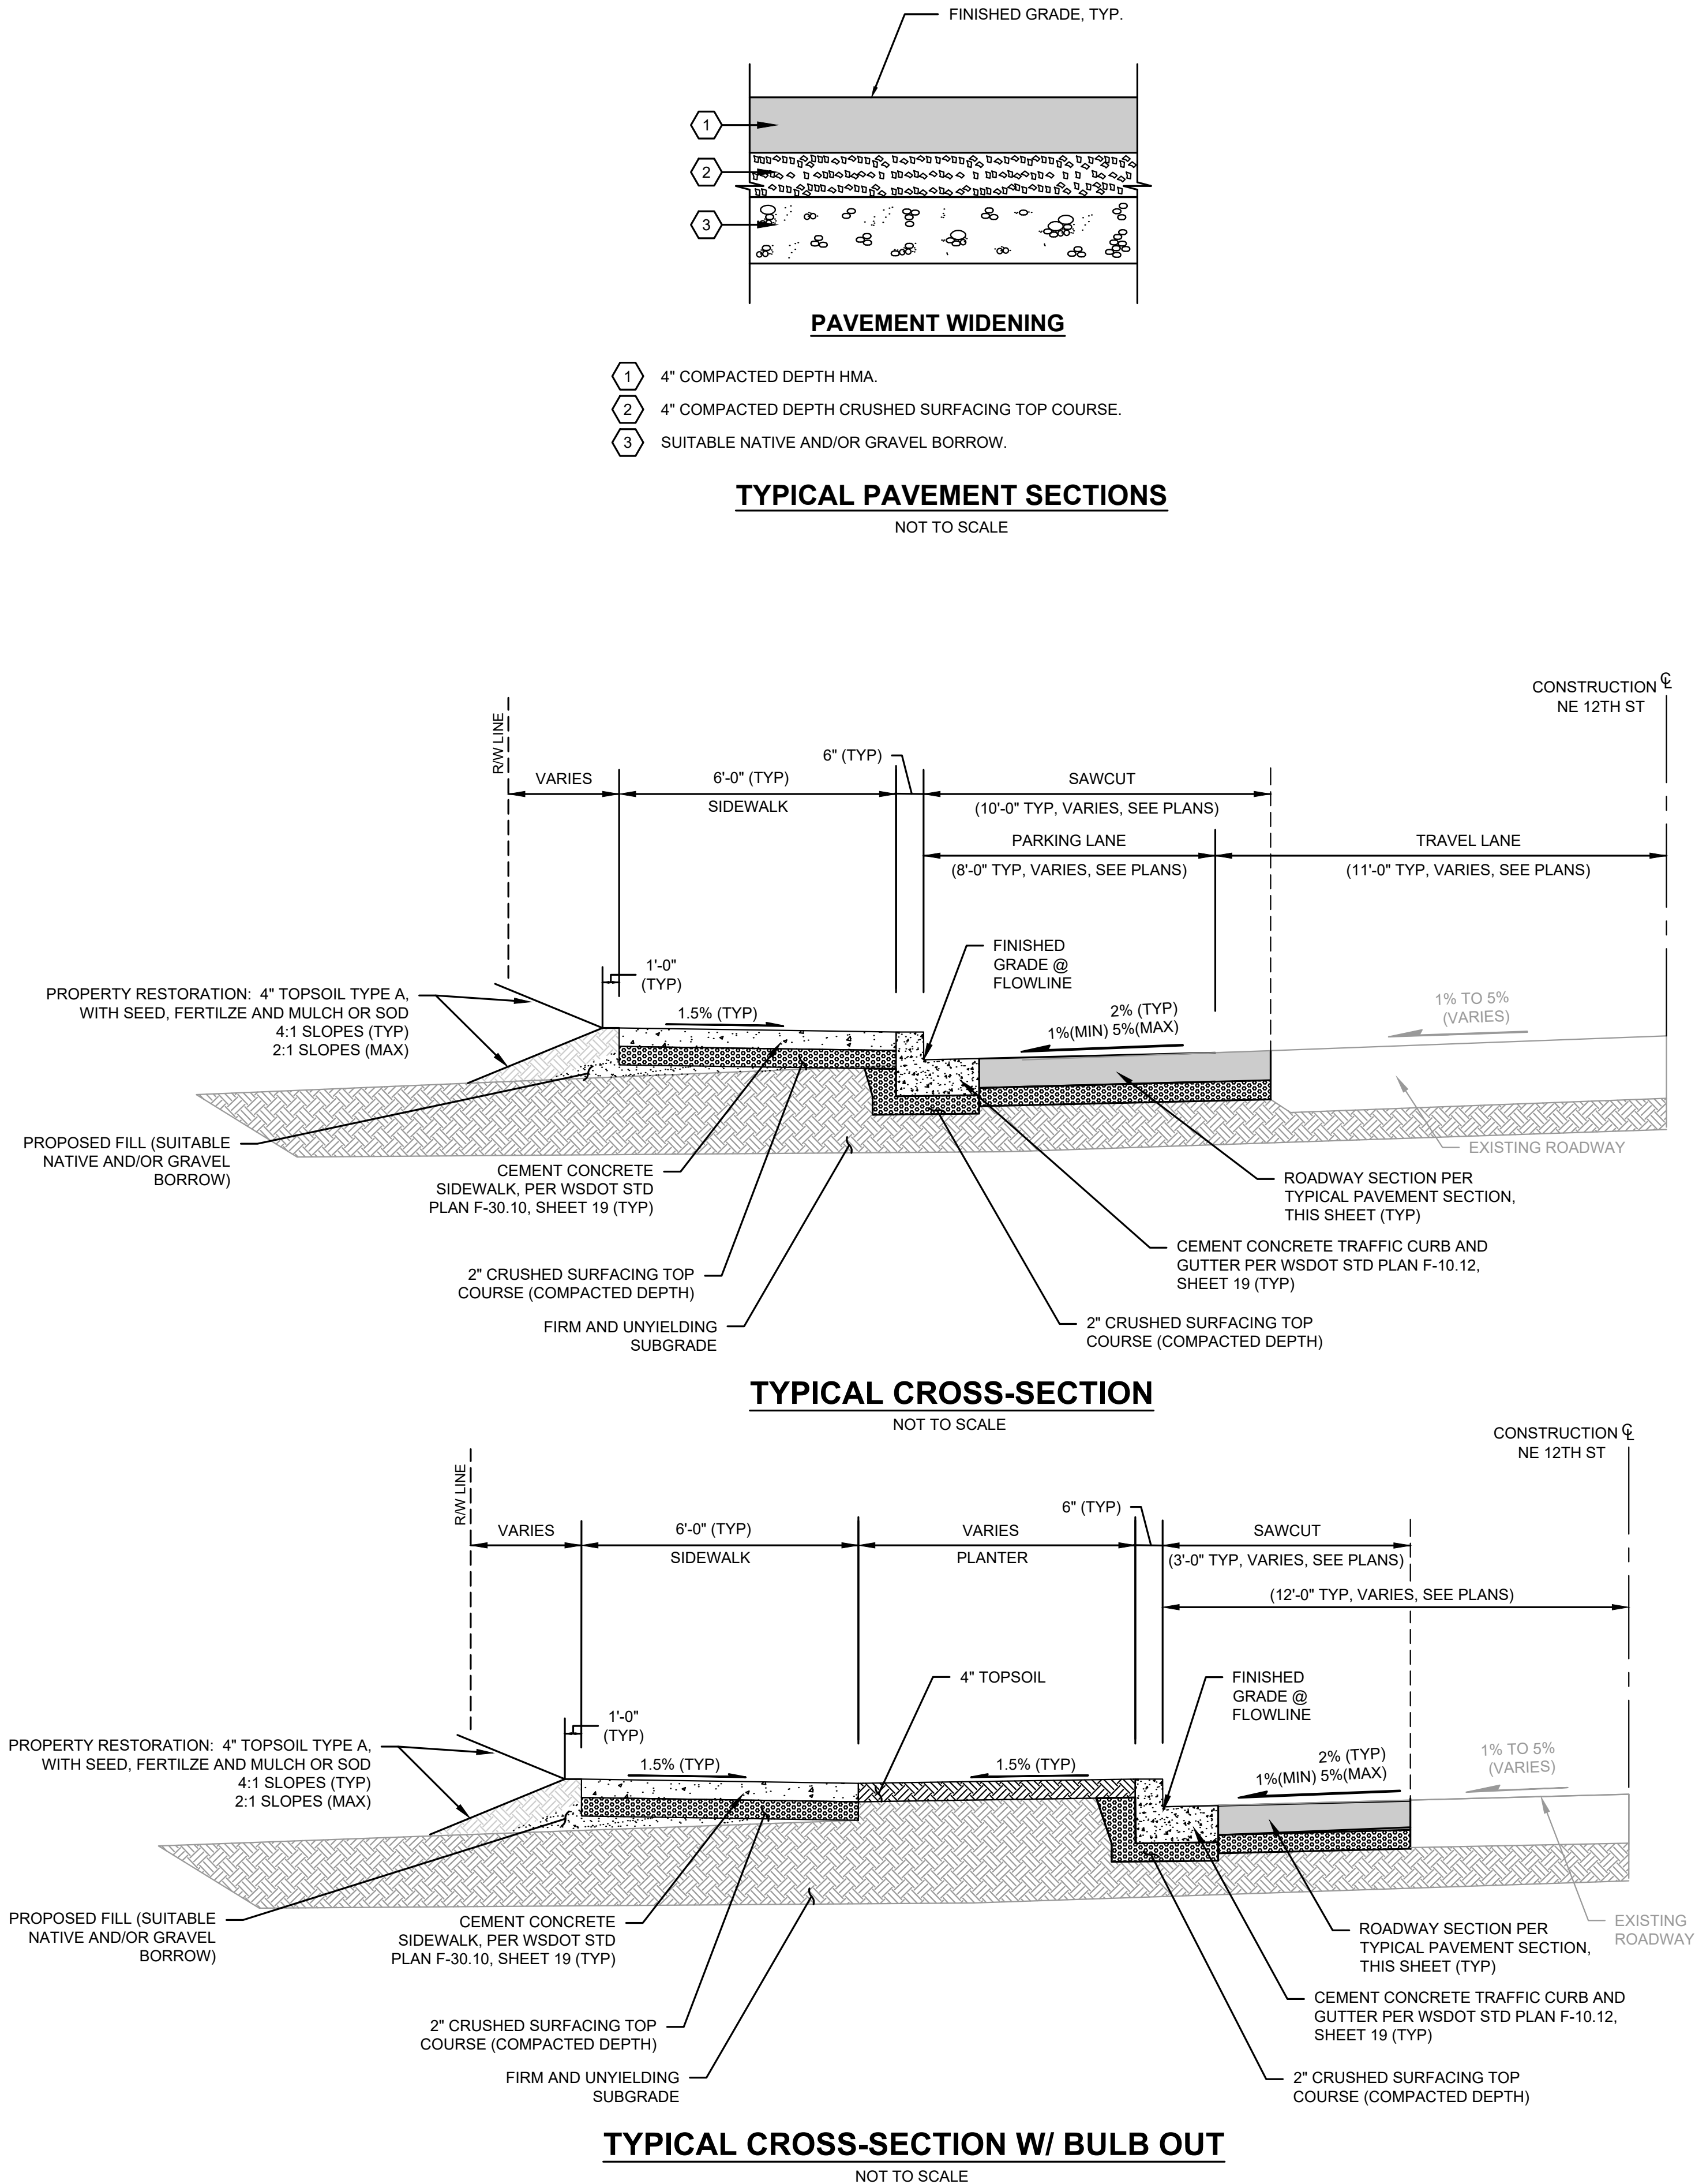 FINISHED GRADE, TYP.
1
2
3
PAVEMENT WIDENING
1 4" COMPACTED DEPTH HMA.
2 4" COMPACTED DEPTH CRUSHED SURFACING TOP COURSE.
3 SUITABLE NATIVE AND/OR GRAVEL BORROW.
TYPICAL PAVEMENT SECTIONS
NOT TO SCALE
CONSTRUCTION ℄
NE 12TH ST
R/W LINE
VARIES
6'-0" (TYP)
SIDEWALK
6" (TYP)
SAWCUT
(10'-0" TYP, VARIES, SEE PLANS)
PARKING LANE
(8'-0" TYP, VARIES, SEE PLANS)
TRAVEL LANE
(11'-0" TYP, VARIES, SEE PLANS)
FINISHED
GRADE @
FLOWLINE
1'-0"
(TYP)
PROPERTY RESTORATION: 4" TOPSOIL TYPE A,
WITH SEED, FERTILZE AND MULCH OR SOD
4:1 SLOPES (TYP)
2:1 SLOPES (MAX)
1.5% (TYP)
2% (TYP)
1%(MIN) 5%(MAX)
1% TO 5%
(VARIES)
PROPOSED FILL (SUITABLE
NATIVE AND/OR GRAVEL
BORROW)
CEMENT CONCRETE
SIDEWALK, PER WSDOT STD
PLAN F-30.10, SHEET 19 (TYP)
EXISTING ROADWAY
ROADWAY SECTION PER
TYPICAL PAVEMENT SECTION,
THIS SHEET (TYP)
CEMENT CONCRETE TRAFFIC CURB AND
GUTTER PER WSDOT STD PLAN F-10.12,
SHEET 19 (TYP)
2" CRUSHED SURFACING TOP
COURSE (COMPACTED DEPTH)
FIRM AND UNYIELDING
SUBGRADE
2" CRUSHED SURFACING TOP
COURSE (COMPACTED DEPTH)
TYPICAL CROSS-SECTION
NOT TO SCALE
CONSTRUCTION ℄
NE 12TH ST
R/W LINE
VARIES
6'-0" (TYP)
SIDEWALK
VARIES
PLANTER
6" (TYP)
SAWCUT
(3'-0" TYP, VARIES, SEE PLANS)
(12'-0" TYP, VARIES, SEE PLANS)
4" TOPSOIL
FINISHED
GRADE @
FLOWLINE
1'-0"
(TYP)
PROPERTY RESTORATION: 4" TOPSOIL TYPE A,
WITH SEED, FERTILZE AND MULCH OR SOD
4:1 SLOPES (TYP)
2:1 SLOPES (MAX)
1.5% (TYP)
1.5% (TYP)
2% (TYP)
1%(MIN) 5%(MAX)
1% TO 5%
(VARIES)
PROPOSED FILL (SUITABLE
NATIVE AND/OR GRAVEL
BORROW)
CEMENT CONCRETE
SIDEWALK, PER WSDOT STD
PLAN F-30.10, SHEET 19 (TYP)
EXISTING
ROADWAY
ROADWAY SECTION PER
TYPICAL PAVEMENT SECTION,
THIS SHEET (TYP)
CEMENT CONCRETE TRAFFIC CURB AND
GUTTER PER WSDOT STD PLAN F-10.12,
SHEET 19 (TYP)
2" CRUSHED SURFACING TOP
COURSE (COMPACTED DEPTH)
FIRM AND UNYIELDING
SUBGRADE
2" CRUSHED SURFACING TOP
COURSE (COMPACTED DEPTH)
TYPICAL CROSS-SECTION W/ BULB OUT
NOT TO SCALE